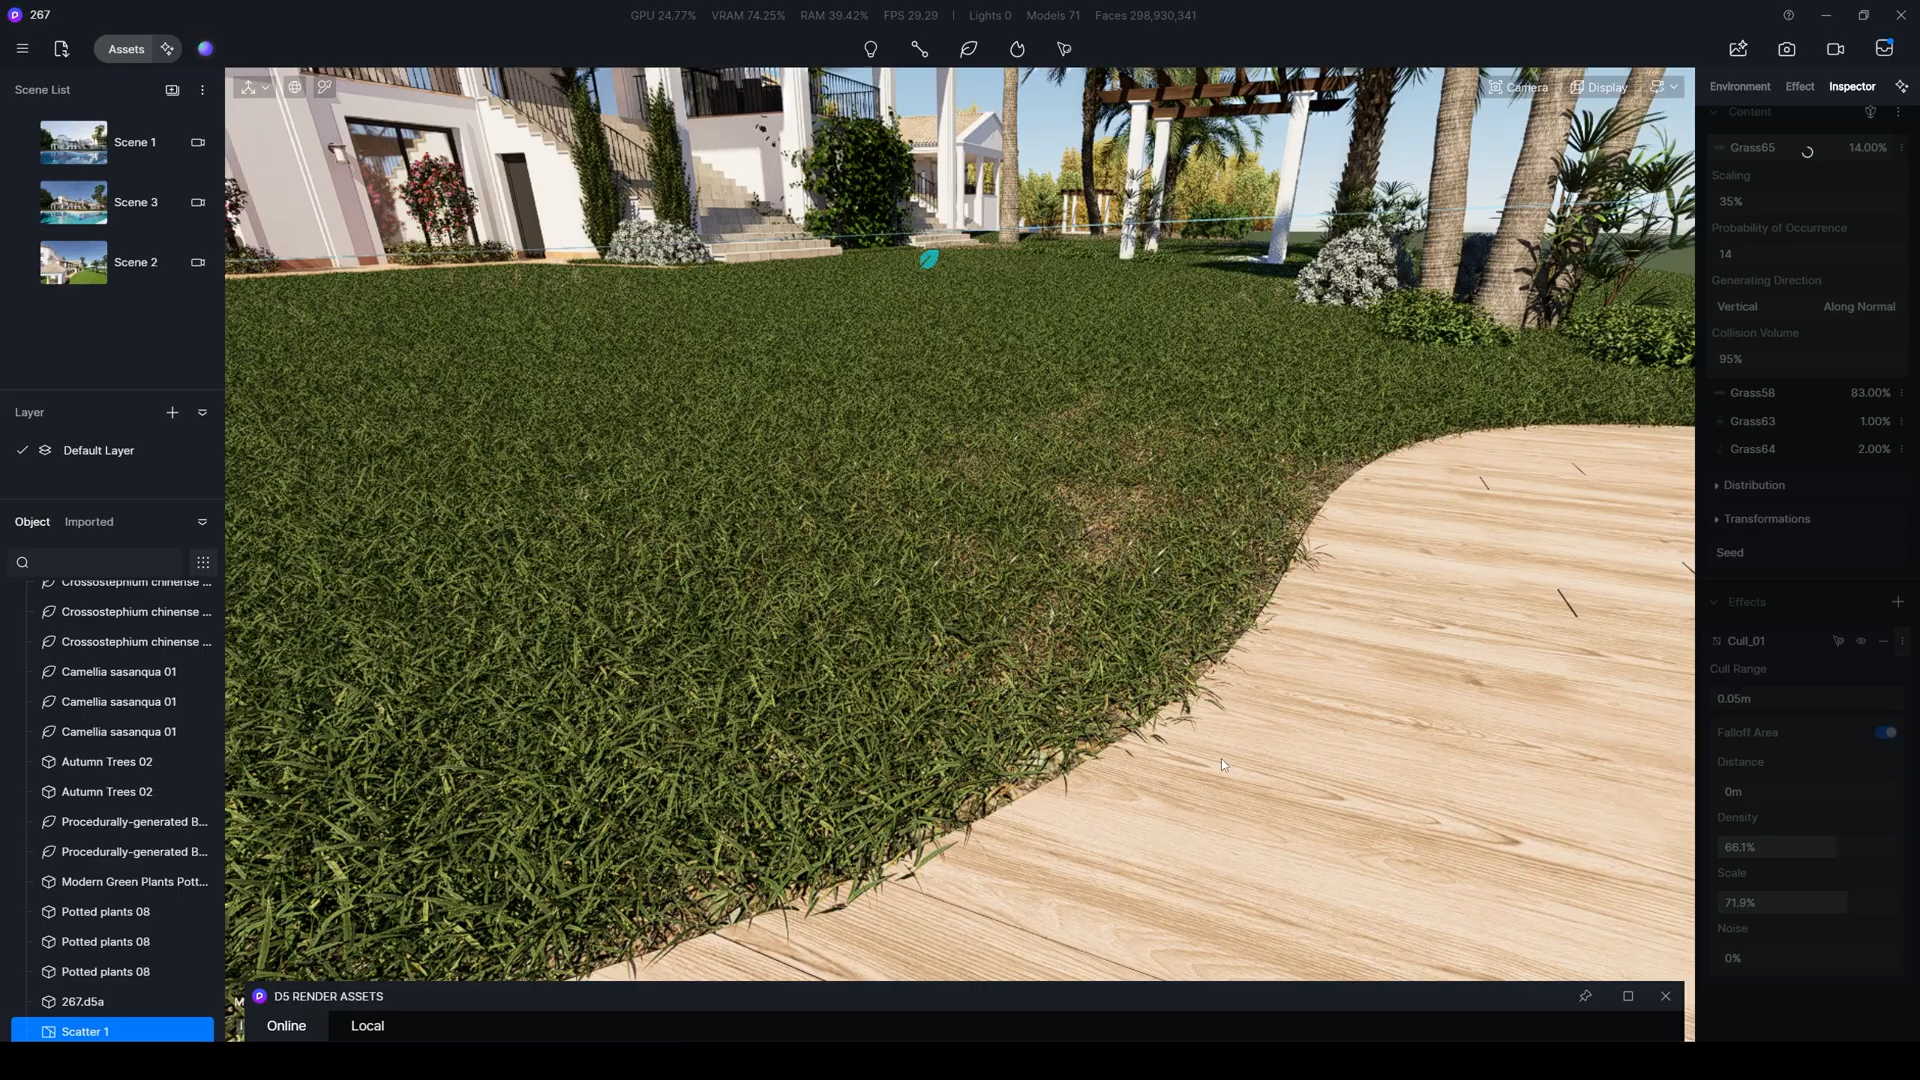 267
GPU 24.77% VRAM 74.25% RAM 39.42% FPS 29.29 | Lights 0 Models 71 Faces 298,930,341
Assets
Scene List
Scene 1
Scene 3
Scene 2
Layer
Default Layer
Object Imported
Crossostephium chinense ...
Crossostephium chinense ...
Crossostephium chinense ...
Camellia sasanqua 01
Camellia sasanqua 01
Camellia sasanqua 01
Autumn Trees 02
Autumn Trees 02
Procedurally-generated B...
Procedurally-generated B...
Modern Green Plants Pott...
Potted plants 08
Potted plants 08
Potted plants 08
267.d5a
Scatter 1
Camera Display
D5 RENDER ASSETS
Online Local
Environment Effect Inspector
Content
Grass65 14.00%
Scaling
35%
Probability of Occurrence
14
Generating Direction
Vertical Along Normal
Collision Volume
95%
Grass58 83.00%
Grass63 1.00%
Grass64 2.00%
Distribution
Transformations
Seed
Effects
Cull_01
Cull Range
0.05m
Falloff Area
Distance
0m
Density
66.1%
Scale
71.9%
Noise
0%